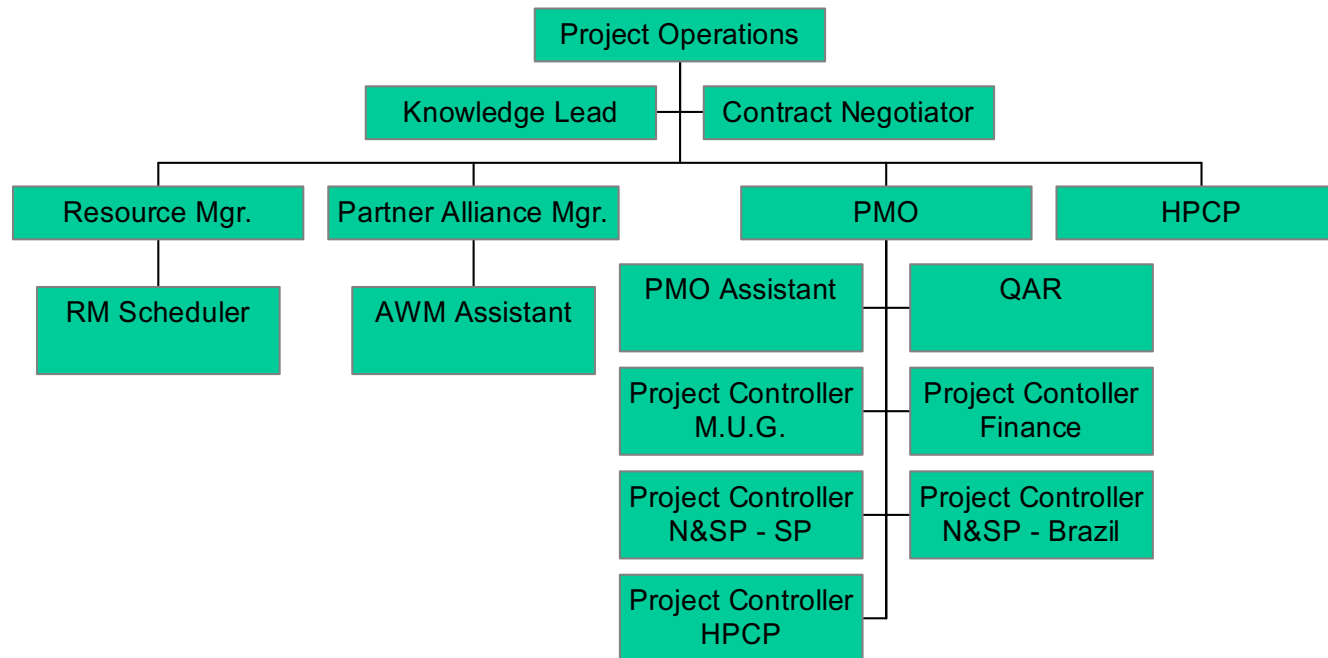 Project Operations
Knowledge Lead
Contract Negotiator
Resource Mgr.
Partner Alliance Mgr.
PMO
HPCP
RM Scheduler
AWM Assistant
PMO Assistant
QAR
Project Controller
M.U.G.
Project Contoller
Finance
Project Controller
N&SP - SP
Project Controller
N&SP - Brazil
Project Controller
HPCP